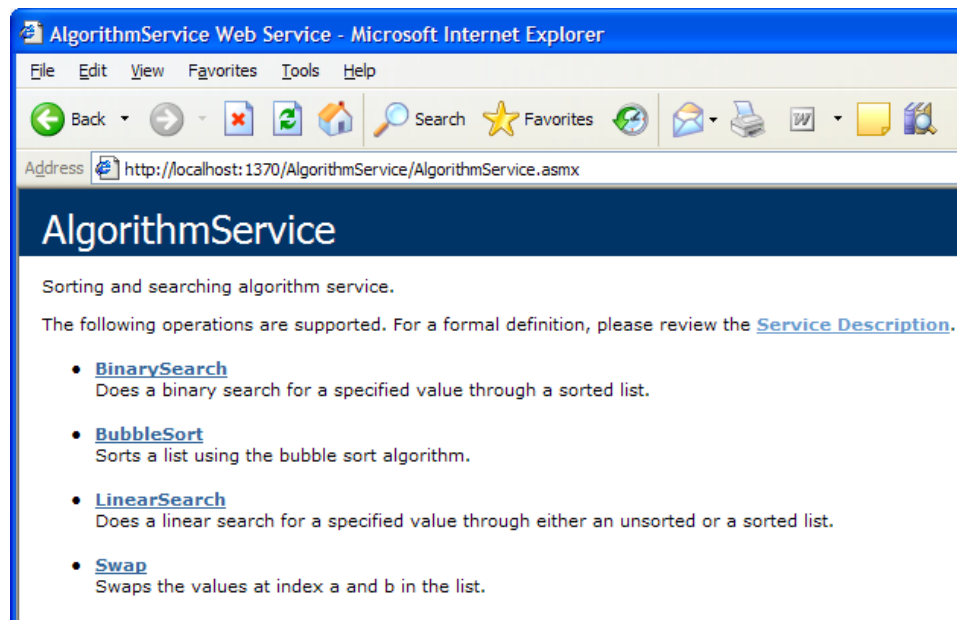 AlgorithmService Web Service - Microsoft Internet Explorer
File Edit View Favorites Tools Help
Back Search Favorites W
Address http://localhost:1370/AlgorithmService/AlgorithmService.asmx
AlgorithmService
Sorting and searching algorithm service.
The following operations are supported. For a formal definition, please review the Service Description.
• BinarySearch
Does a binary search for a specified value through a sorted list.
• BubbleSort
Sorts a list using the bubble sort algorithm.
• LinearSearch
Does a linear search for a specified value through either an unsorted or a sorted list.
• Swap
Swaps the values at index a and b in the list.